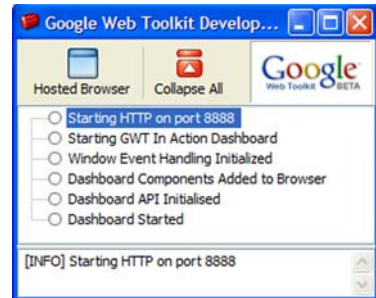 Google Web Toolkit Develop...
Hosted Browser
Collapse All
Google
Web Toolkit BETA
Starting HTTP on port 8888
Starting GWT In Action Dashboard
Window Event Handling Initialized
Dashboard Components Added to Browser
Dashboard API Initialised
Dashboard Started
[INFO] Starting HTTP on port 8888